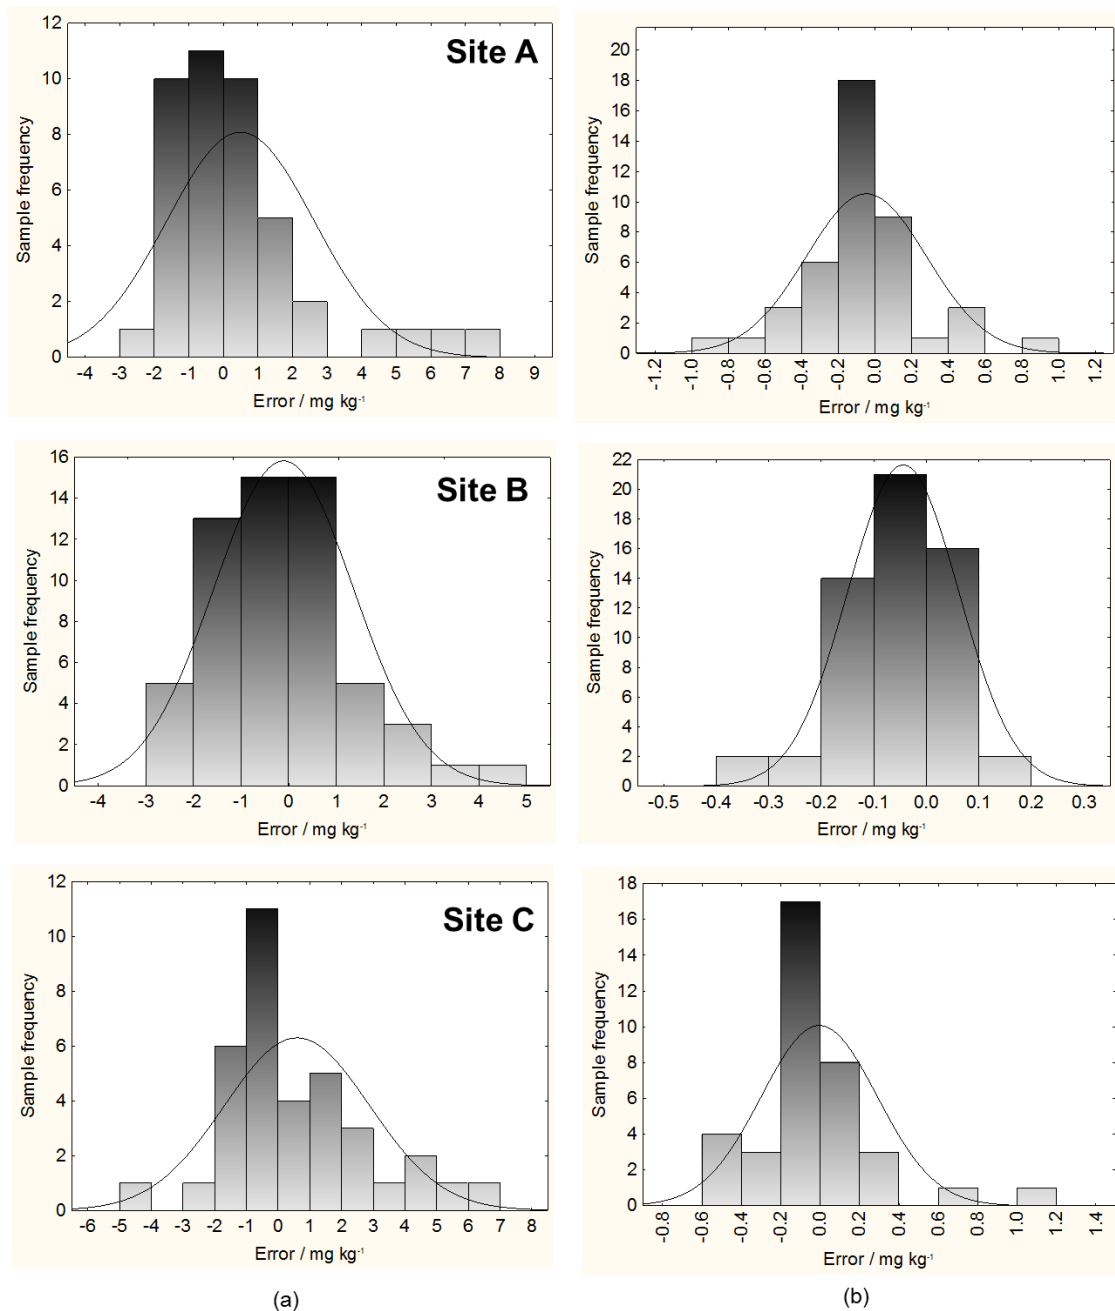 12
10
8
6
4
2
0
Sample frequency
Site A
-4 -3 -2 -1 0 1 2 3 4 5 6 7 8 9
Error / mg kg-1
20
18
16
14
12
10
8
6
4
2
0
Sample frequency
-1.2 -1.0 -0.8 -0.6 -0.4 -0.2 0.0 0.2 0.4 0.6 0.8 1.0 1.2
Error / mg kg-1
16
14
12
10
8
6
4
2
0
Sample frequency
Site B
-4 -3 -2 -1 0 1 2 3 4 5
Error / mg kg-1
22
20
18
16
14
12
10
8
6
4
2
0
Sample frequency
-0.5 -0.4 -0.3 -0.2 -0.1 0.0 0.1 0.2 0.3
Error / mg kg-1
12
10
8
6
4
2
0
Sample frequency
Site C
-6 -5 -4 -3 -2 -1 0 1 2 3 4 5 6 7 8
Error / mg kg-1
18
16
14
12
10
8
6
4
2
0
Sample frequency
-0.8 -0.6 -0.4 -0.2 0.0 0.2 0.4 0.6 0.8 1.0 1.2 1.4
Error / mg kg-1
(a)
(b)